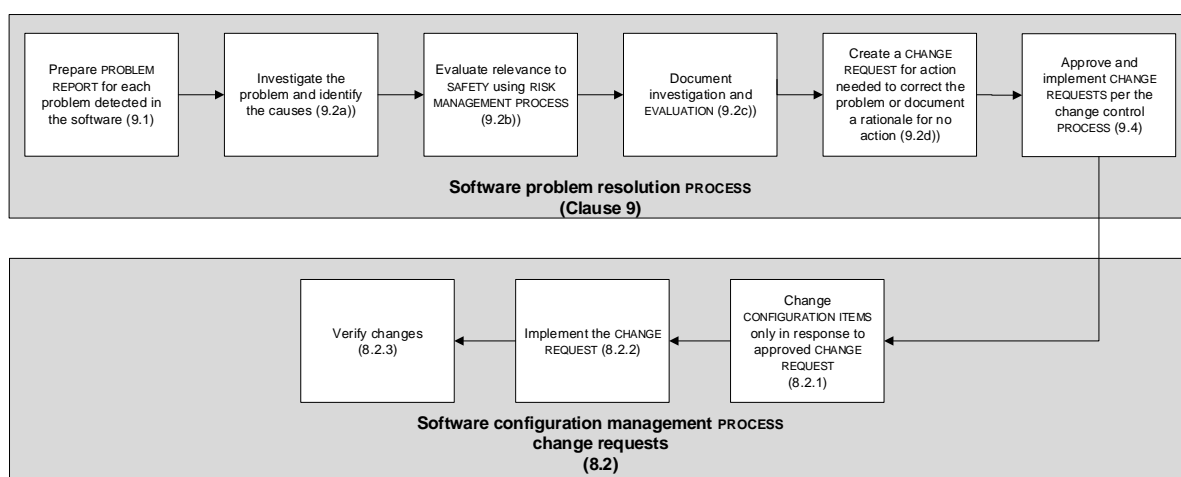 Prepare PROBLEM
REPORT for each
problem detected in
the software (9.1)
Investigate the
problem and identify
the causes (9.2a))
Evaluate relevance to
SAFETY using RISK
MANAGEMENT PROCESS
(9.2b))
Document
investigation and
EVALUATION (9.2c))
Create a CHANGE
REQUEST for action
needed to correct the
problem or document
a rationale for no
action (9.2d))
Approve and
implement CHANGE
REQUESTS per the
change control
PROCESS (9.4)
Software problem resolution PROCESS
(Clause 9)
Change
CONFIGURATION ITEMS
only in response to
approved CHANGE
REQUEST
(8.2.1)
Implement the CHANGE
REQUEST (8.2.2)
Verify changes
(8.2.3)
Software configuration management PROCESS
change requests
(8.2)